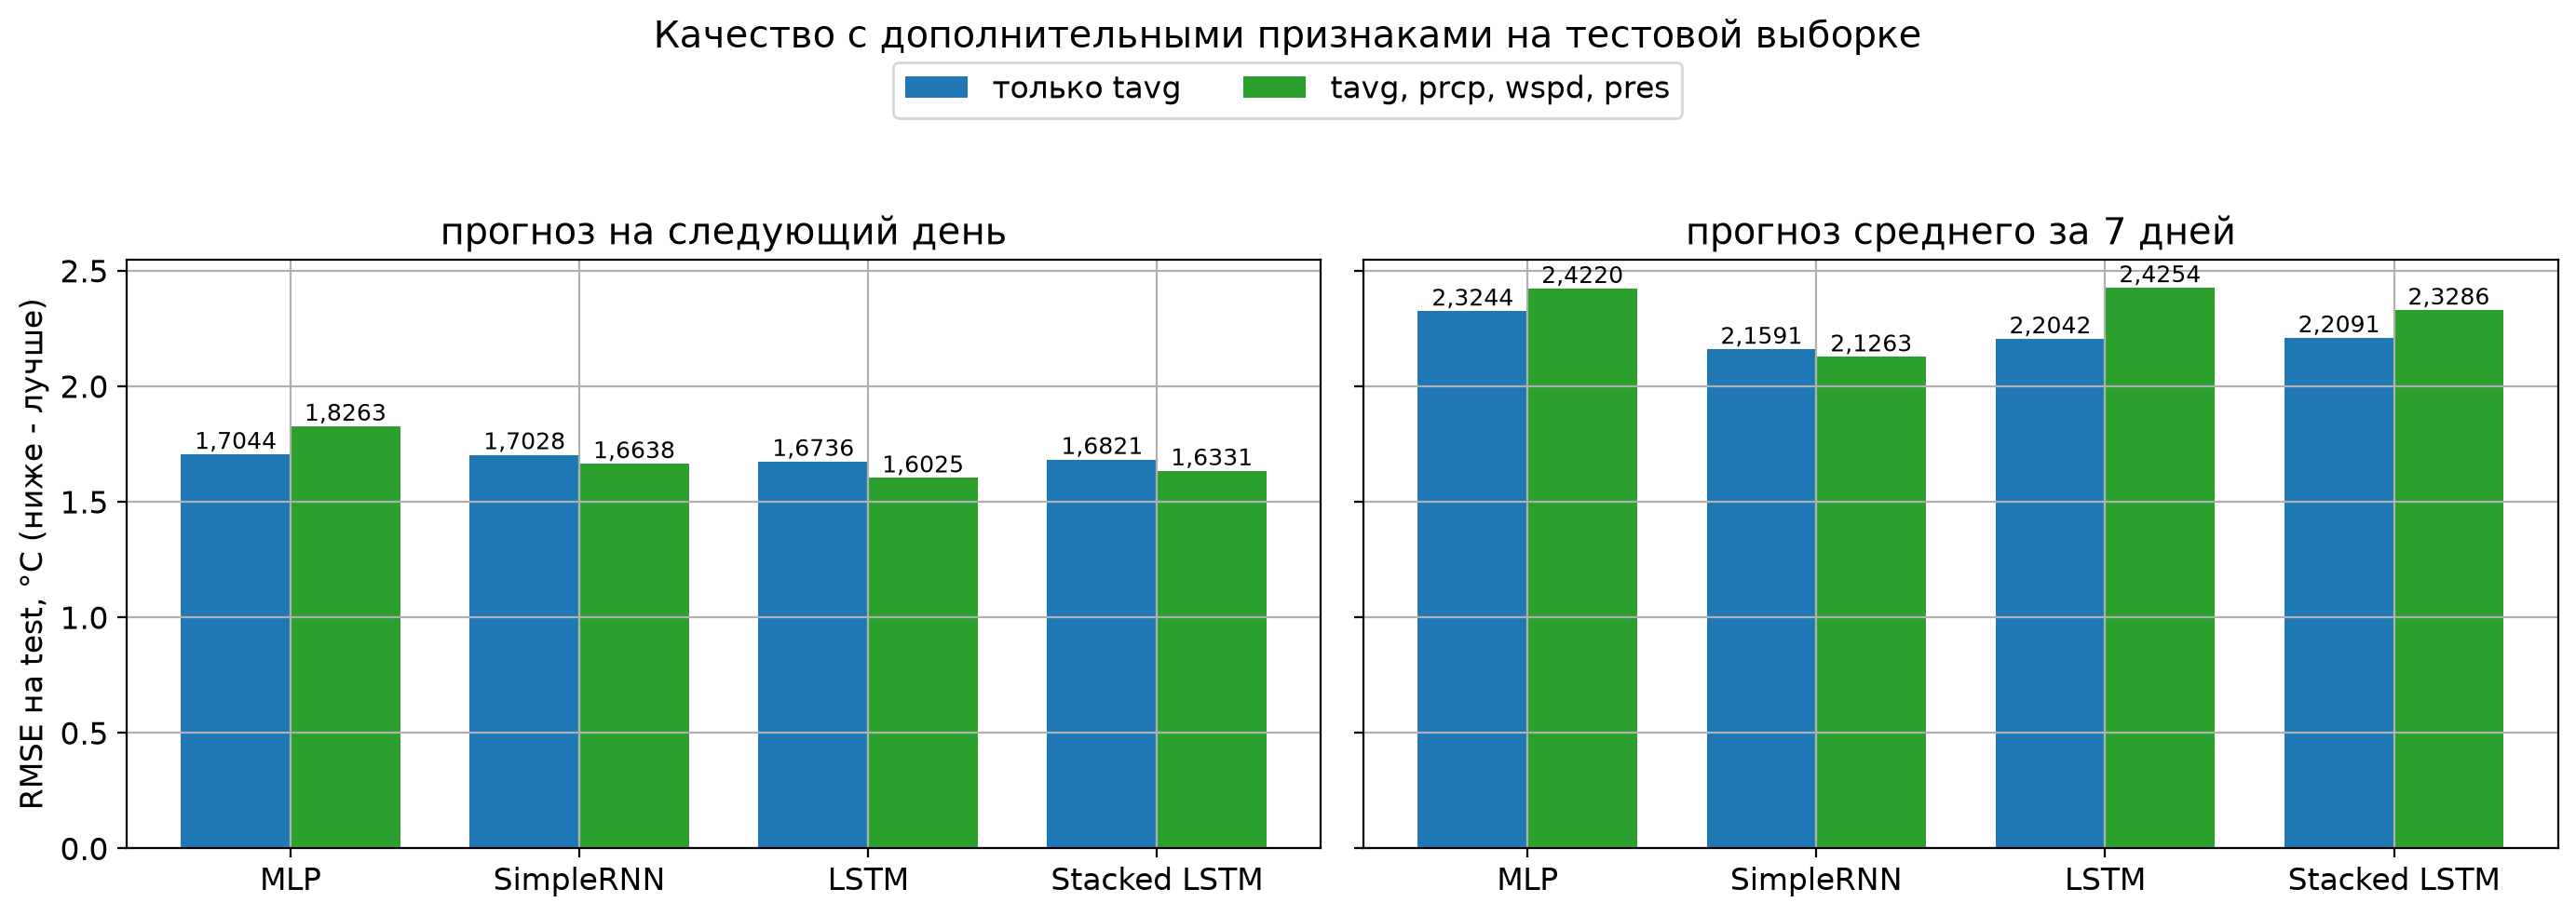 Качество с дополнительными признаками на тестовой выборке
только tavg
tavg, prcp, wspd, pres
прогноз на следующий день
RMSE на test, °C (ниже - лучше)
2.5
2.0
1.5
1.0
0.5
0.0
1,7044
1,8263
1,7028
1,6638
1,6736
1,6025
1,6821
1,6331
MLP
SimpleRNN
LSTM
Stacked LSTM
прогноз среднего за 7 дней
2,3244
2,4220
2,1591
2,1263
2,2042
2,4254
2,2091
2,3286
MLP
SimpleRNN
LSTM
Stacked LSTM